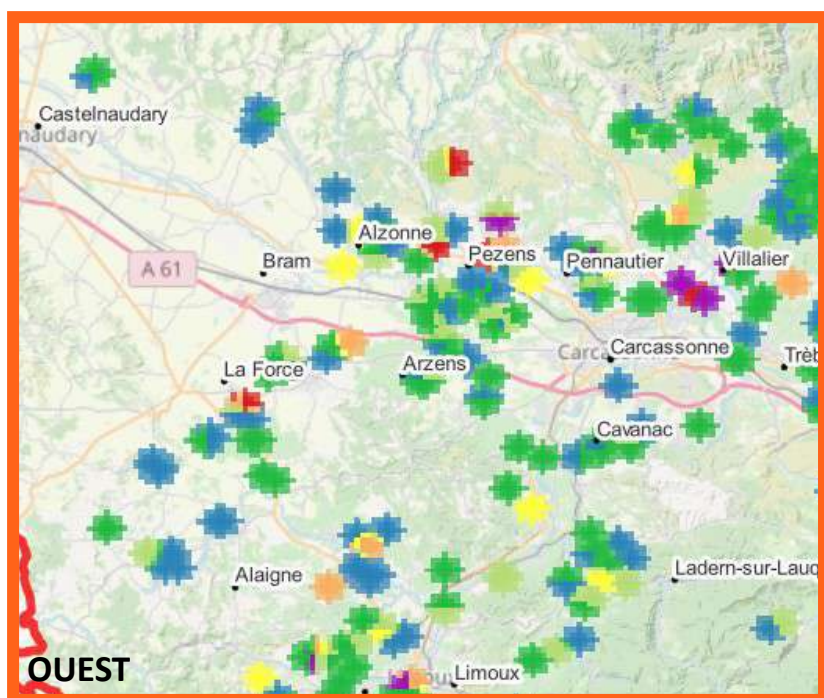 Castelnaudary
naudary
Alzonne
Pezens
Bram
A 61
Pennautier
Villalier
Carcassonne
Carca
Trèb
La Force
Arzens
Cavanac
Alaigne
Ladern-sur-Lauq
OUEST
Limoux